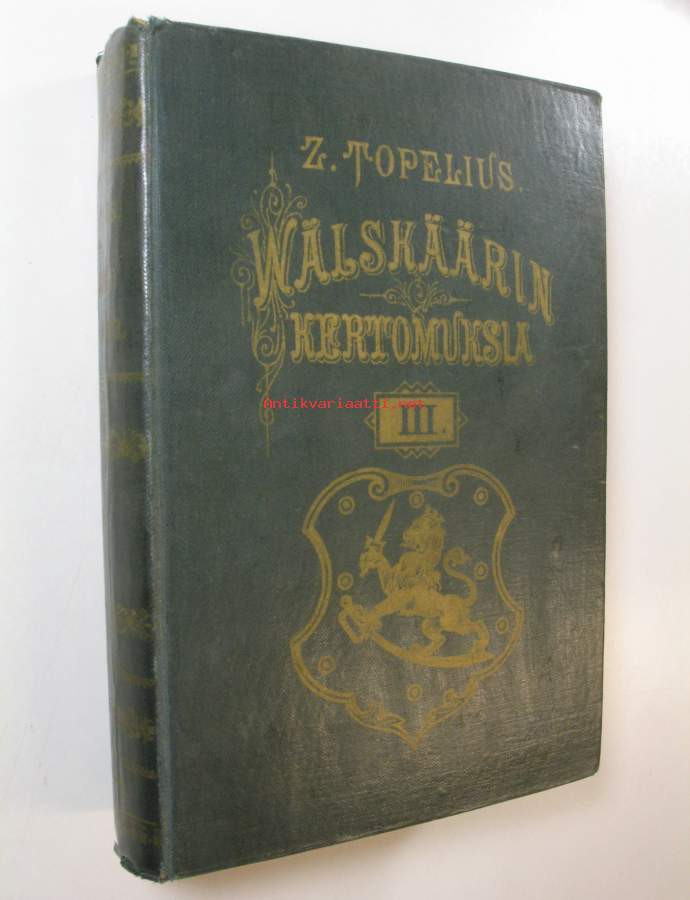 Z. TOPELIUS.
WÄLSKÄÄRIN
KERTOMUKSIA
Antikvariaatti.net
III.